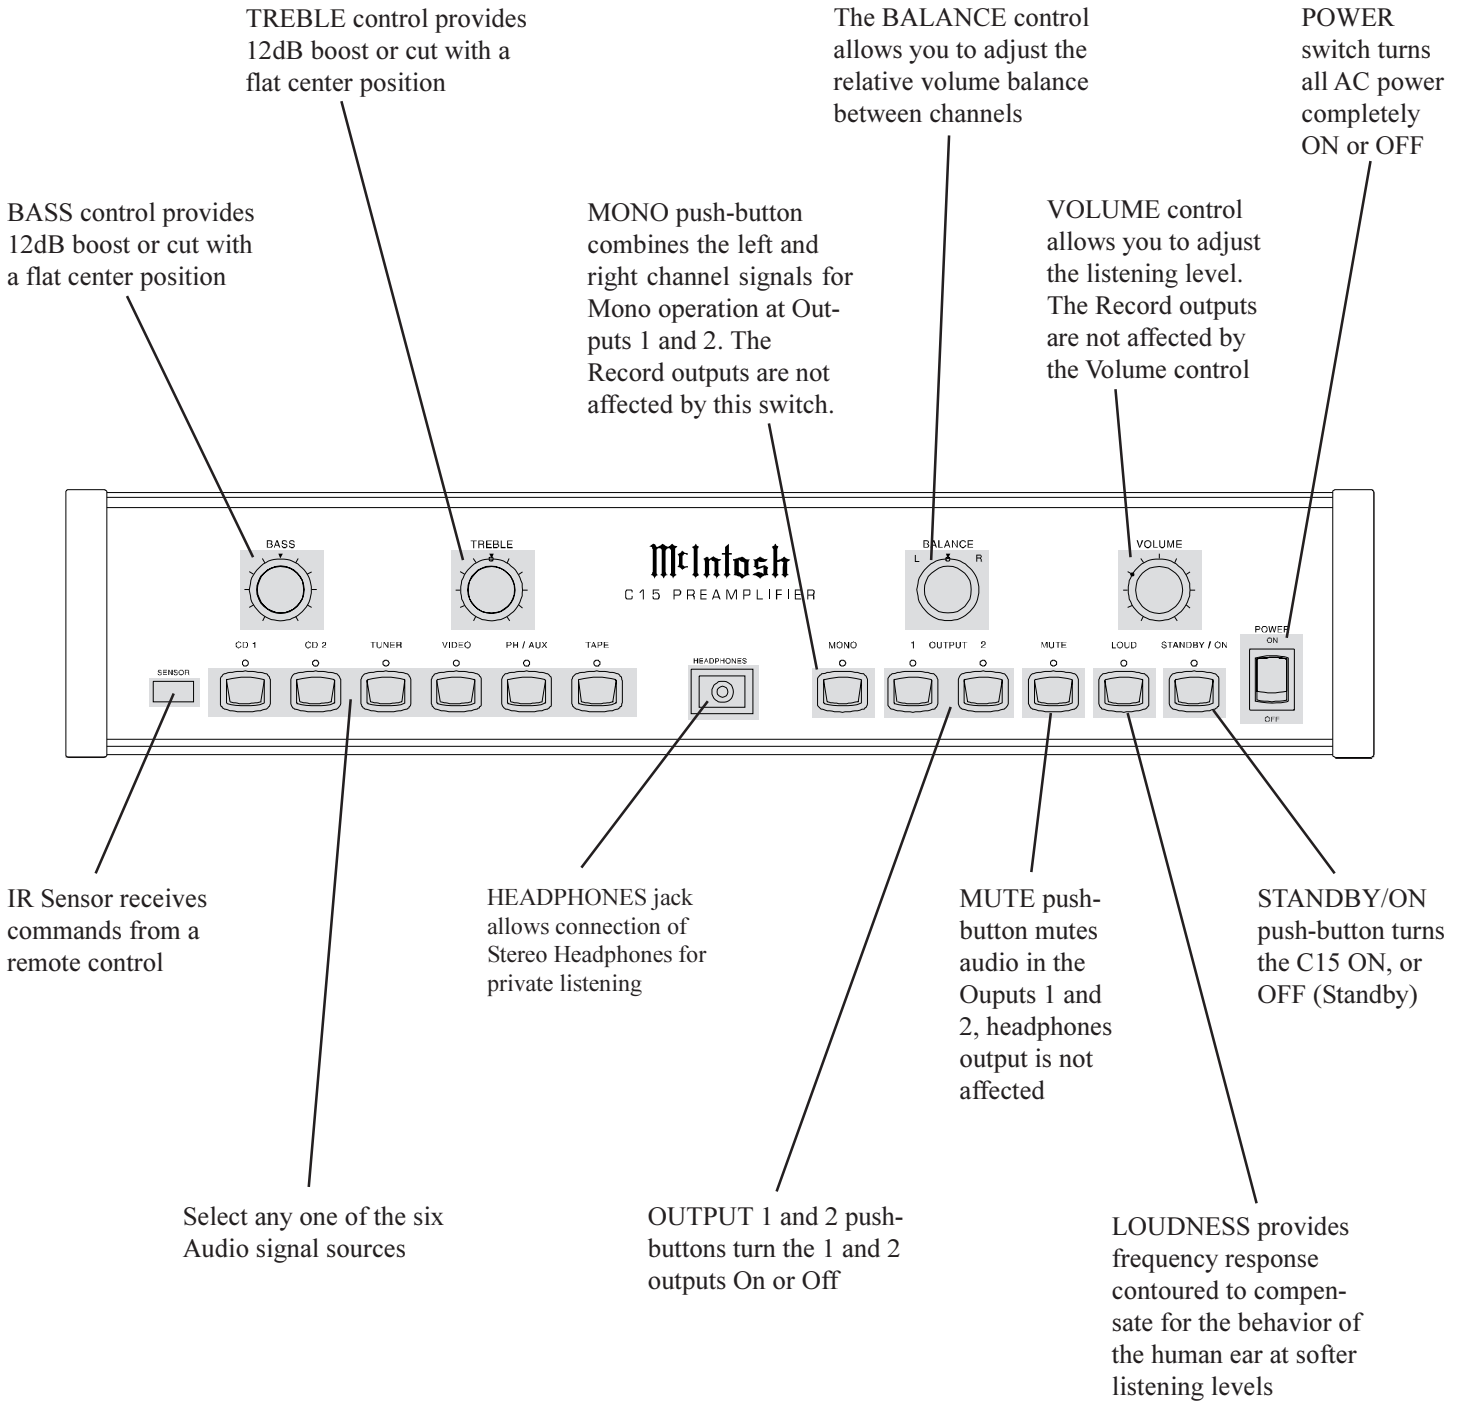 TREBLE control provides
12dB boost or cut with a
flat center position
The BALANCE control
allows you to adjust the
relative volume balance
between channels
POWER
switch turns
all AC power
completely
ON or OFF
BASS control provides
12dB boost or cut with
a flat center position
MONO push-button
combines the left and
right channel signals for
Mono operation at Out-
puts 1 and 2. The
Record outputs are not
affected by this switch.
VOLUME control
allows you to adjust
the listening level.
The Record outputs
are not affected by
the Volume control
BASS
TREBLE
McIntosh
C15 PREAMPLIFIER
BALANCE
L R
VOLUME
POWER
ON
OFF
SENSOR
CD 1 CD 2 TUNER VIDEO PH / AUX TAPE
HEADPHONES
MONO 1 OUTPUT 2 MUTE LOUD STANDBY / ON
IR Sensor receives
commands from a
remote control
HEADPHONES jack
allows connection of
Stereo Headphones for
private listening
MUTE push-
button mutes
audio in the
Ouputs 1 and
2, headphones
output is not
affected
STANDBY/ON
push-button turns
the C15 ON, or
OFF (Standby)
Select any one of the six
Audio signal sources
OUTPUT 1 and 2 push-
buttons turn the 1 and 2
outputs On or Off
LOUDNESS provides
frequency response
contoured to compen-
sate for the behavior of
the human ear at softer
listening levels